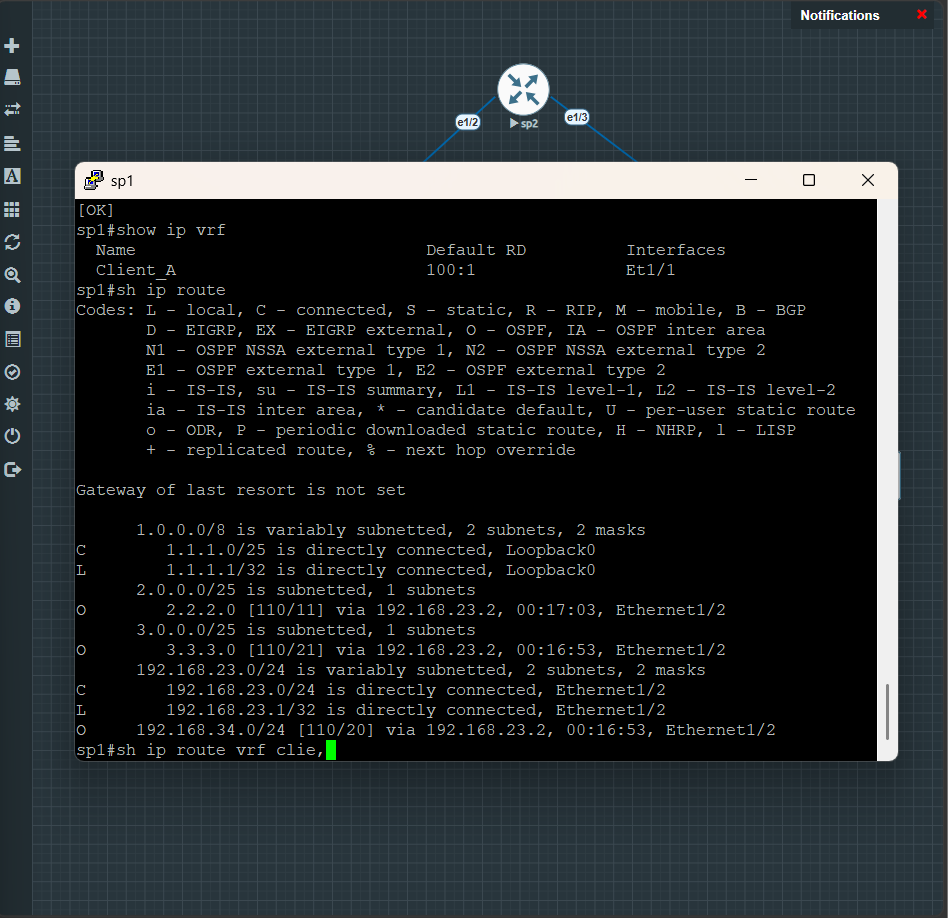 Notifications
e1/2
e1/3
sp2
sp1
[OK]
sp1#show ip vrf
  Name                             Default RD          Interfaces
  Client_A                         100:1               Et1/1
sp1#sh ip route
Codes: L - local, C - connected, S - static, R - RIP, M - mobile, B - BGP
       D - EIGRP, EX - EIGRP external, O - OSPF, IA - OSPF inter area
       N1 - OSPF NSSA external type 1, N2 - OSPF NSSA external type 2
       E1 - OSPF external type 1, E2 - OSPF external type 2
       i - IS-IS, su - IS-IS summary, L1 - IS-IS level-1, L2 - IS-IS level-2
       ia - IS-IS inter area, * - candidate default, U - per-user static route
       o - ODR, P - periodic downloaded static route, H - NHRP, l - LISP
       + - replicated route, % - next hop override
Gateway of last resort is not set
      1.0.0.0/8 is variably subnetted, 2 subnets, 2 masks
C        1.1.1.0/25 is directly connected, Loopback0
L        1.1.1.1/32 is directly connected, Loopback0
      2.0.0.0/25 is subnetted, 1 subnets
O        2.2.2.0 [110/11] via 192.168.23.2, 00:17:03, Ethernet1/2
      3.0.0.0/25 is subnetted, 1 subnets
O        3.3.3.0 [110/21] via 192.168.23.2, 00:16:53, Ethernet1/2
      192.168.23.0/24 is variably subnetted, 2 subnets, 2 masks
C        192.168.23.0/24 is directly connected, Ethernet1/2
L        192.168.23.1/32 is directly connected, Ethernet1/2
O     192.168.34.0/24 [110/20] via 192.168.23.2, 00:16:53, Ethernet1/2
sp1#sh ip route vrf clie,